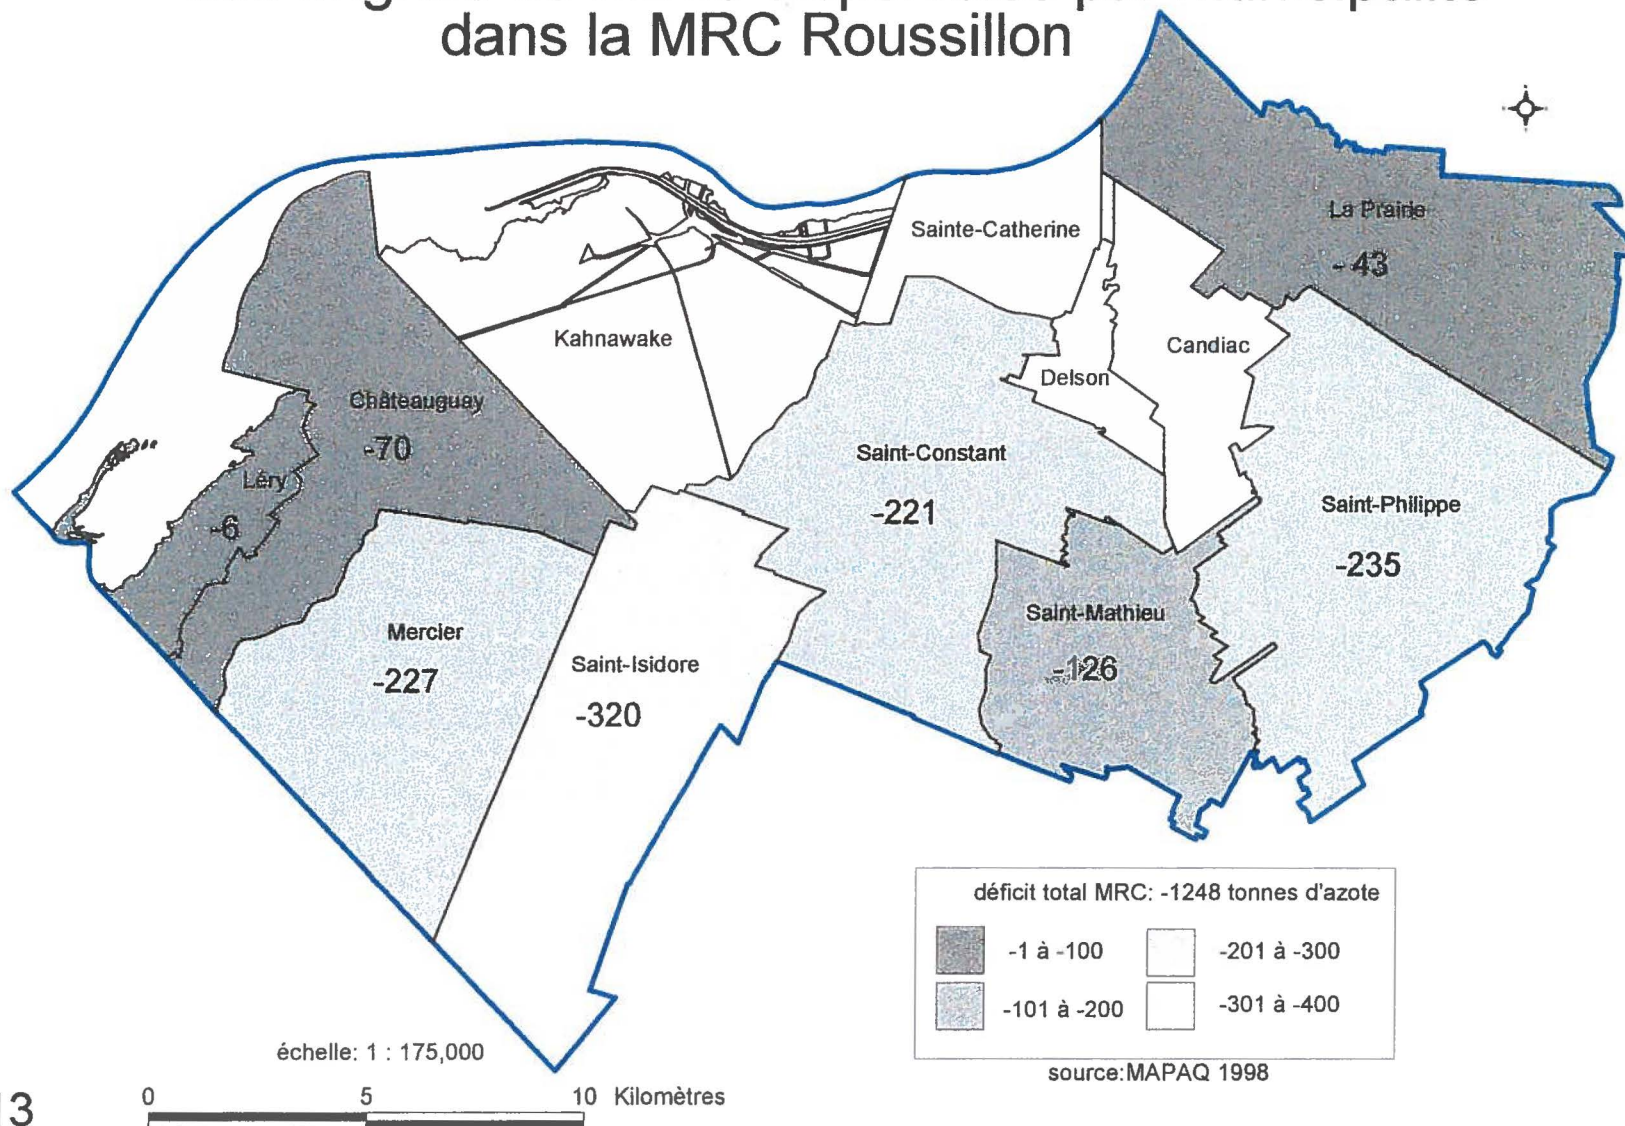 dans la MRC Roussillon
La Prairie
-43
Sainte-Catherine
Kahnawake
Candiac
Delson
Châteauguay
-70
Saint-Constant
-221
Léry
-6
Saint-Philippe
-235
Saint-Mathieu
-126
Mercier
-227
Saint-Isidore
-320
déficit total MRC: -1248 tonnes d'azote
-1 à -100
-201 à -300
-101 à -200
-301 à -400
source:MAPAQ 1998
échelle: 1 : 175,000
0 5 10 Kilomètres
13